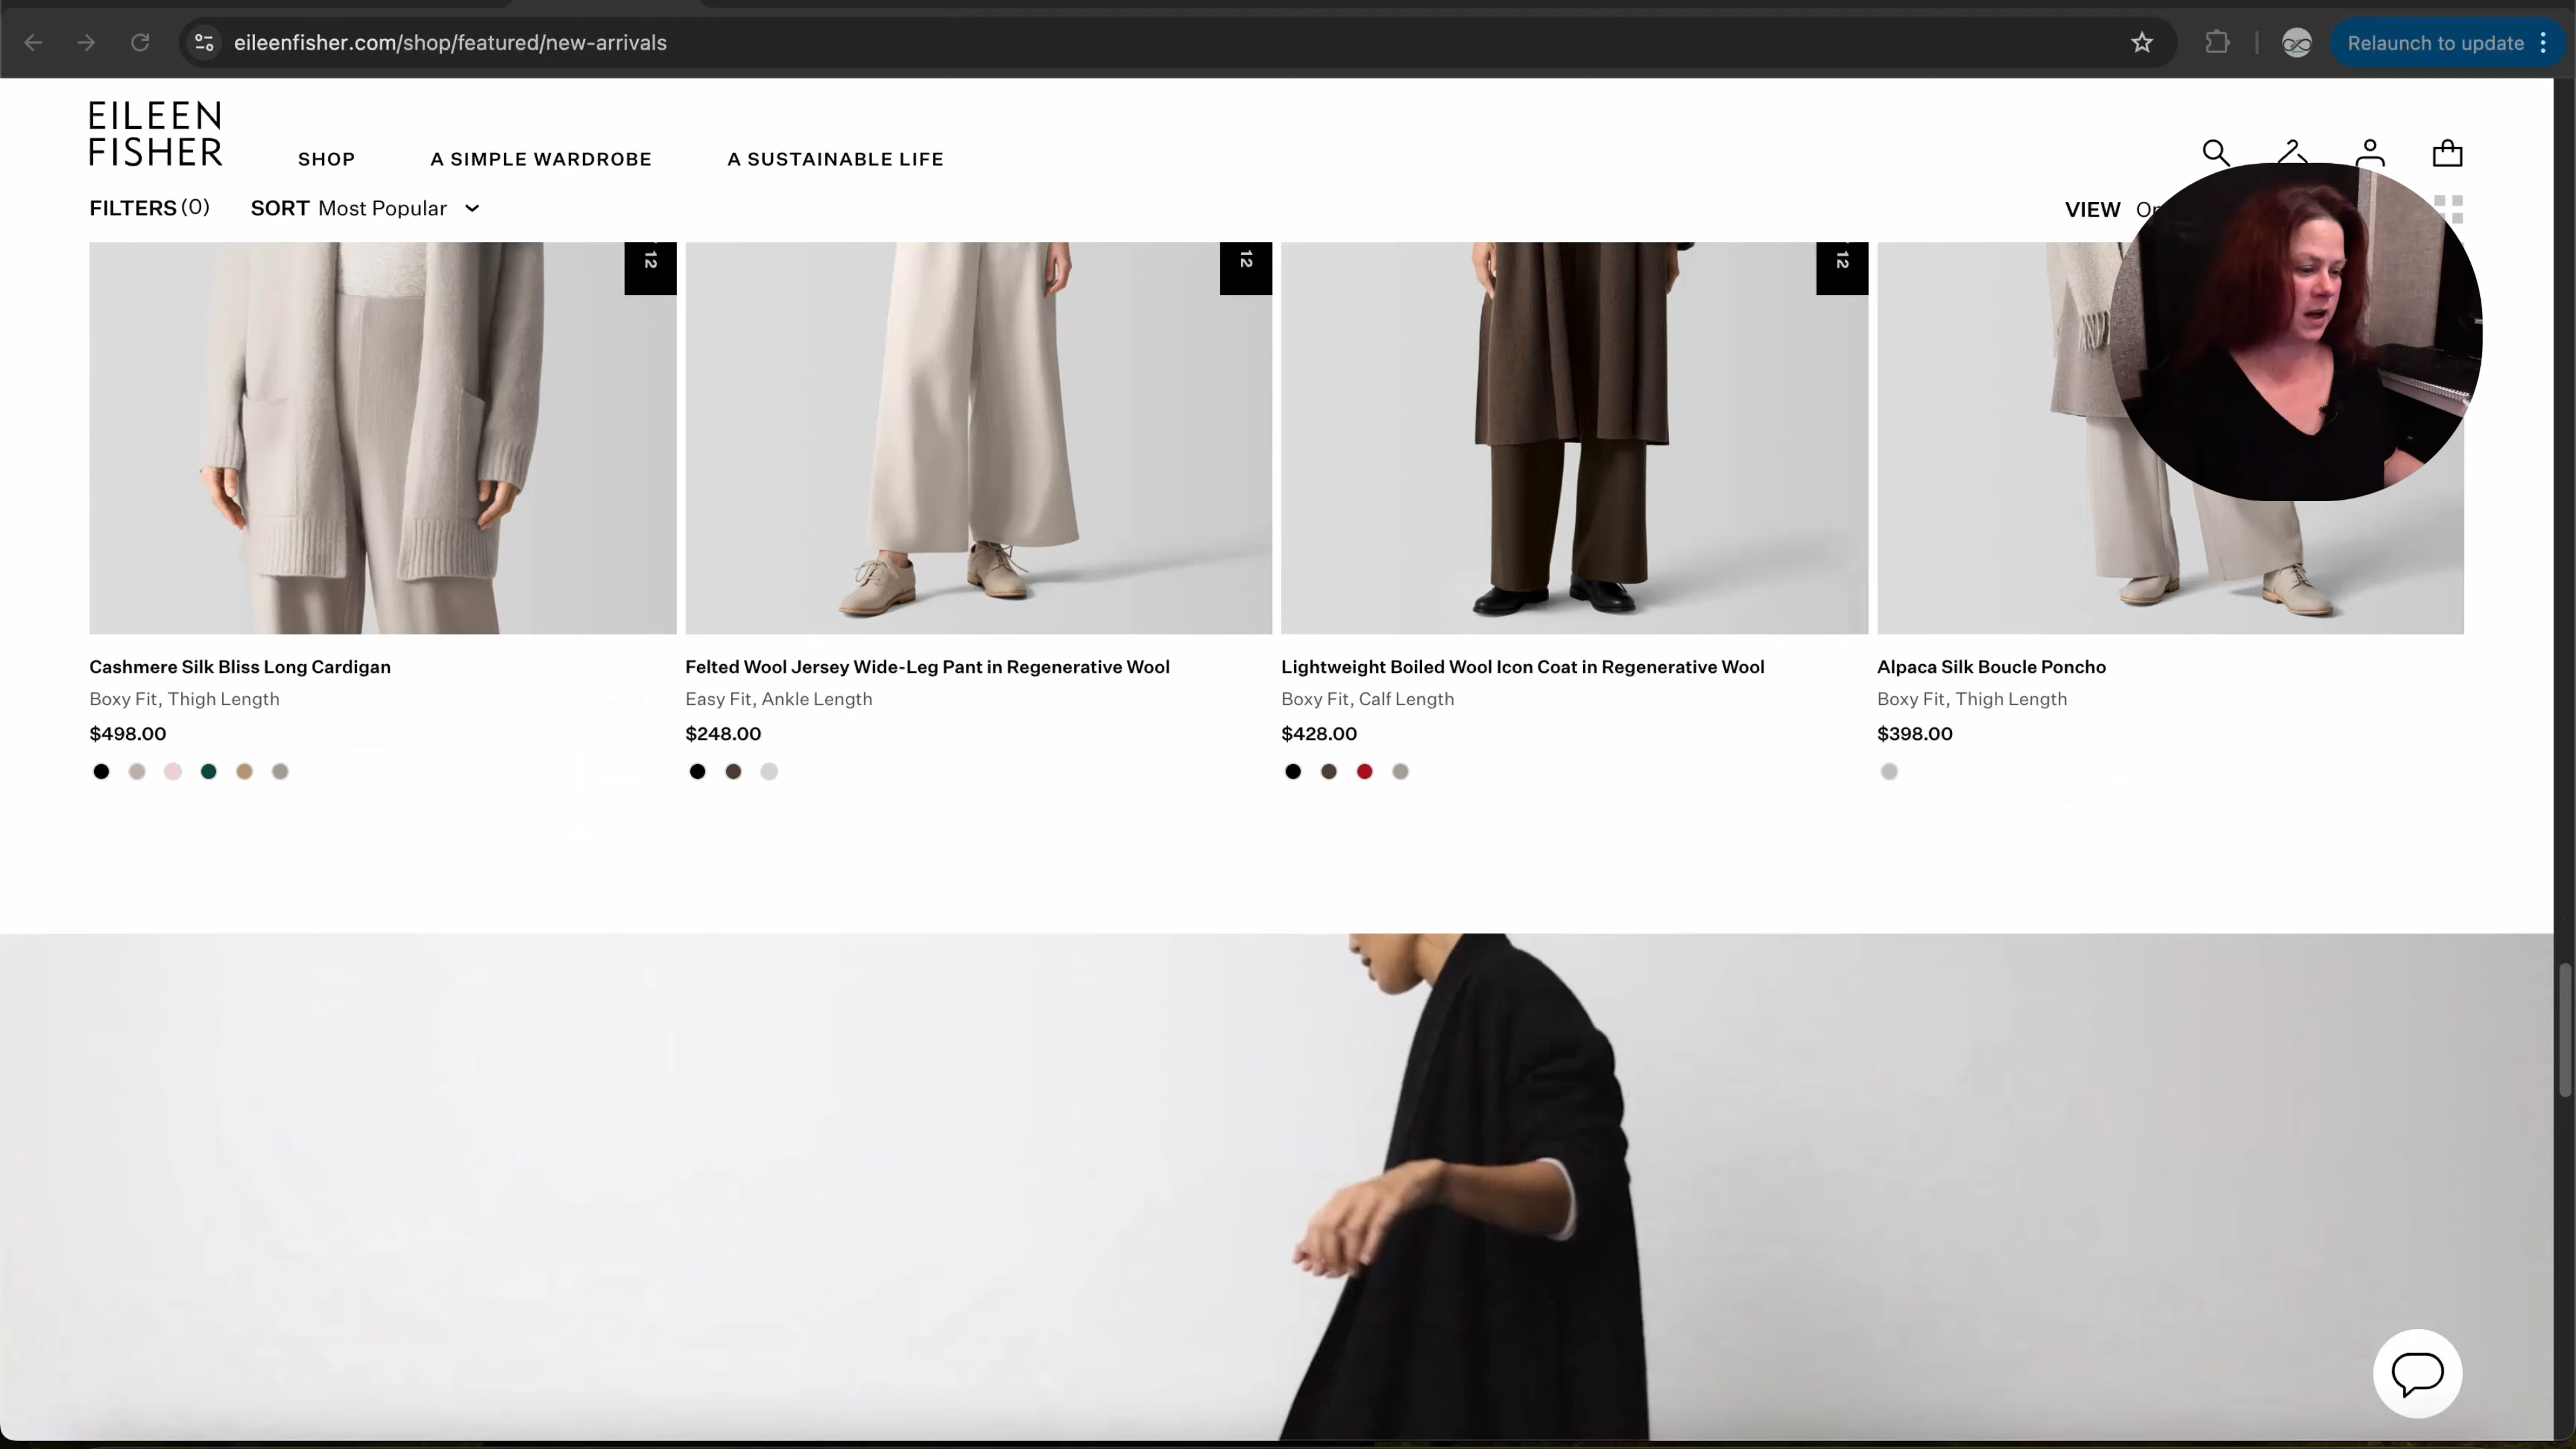 eileenfisher.com/shop/featured/new-arrivals
Relaunch to update
EILEEN
FISHER
SHOP
A SIMPLE WARDROBE
A SUSTAINABLE LIFE
FILTERS (0)
SORT Most Popular
VIEW
12
12
12
Cashmere Silk Bliss Long Cardigan
Boxy Fit, Thigh Length
$498.00
Felted Wool Jersey Wide-Leg Pant in Regenerative Wool
Easy Fit, Ankle Length
$248.00
Lightweight Boiled Wool Icon Coat in Regenerative Wool
Boxy Fit, Calf Length
$428.00
Alpaca Silk Boucle Poncho
Boxy Fit, Thigh Length
$398.00